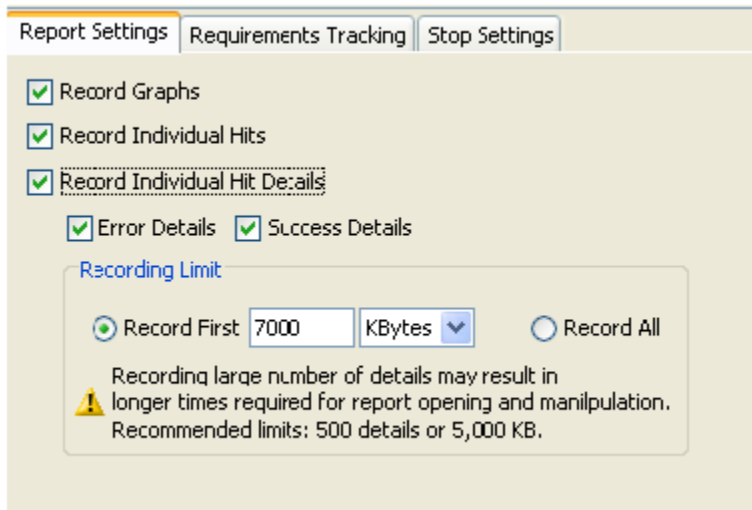 Report Settings Requirements Tracking Stop Settings
Record Graphs
Record Individual Hits
Record Individual Hit Details
Error Details Success Details
Recording Limit
Record First 7000 KBytes Record All
Recording large number of details may result in
longer times required for report opening and manilpulation.
Recommended limits: 500 details or 5,000 KB.